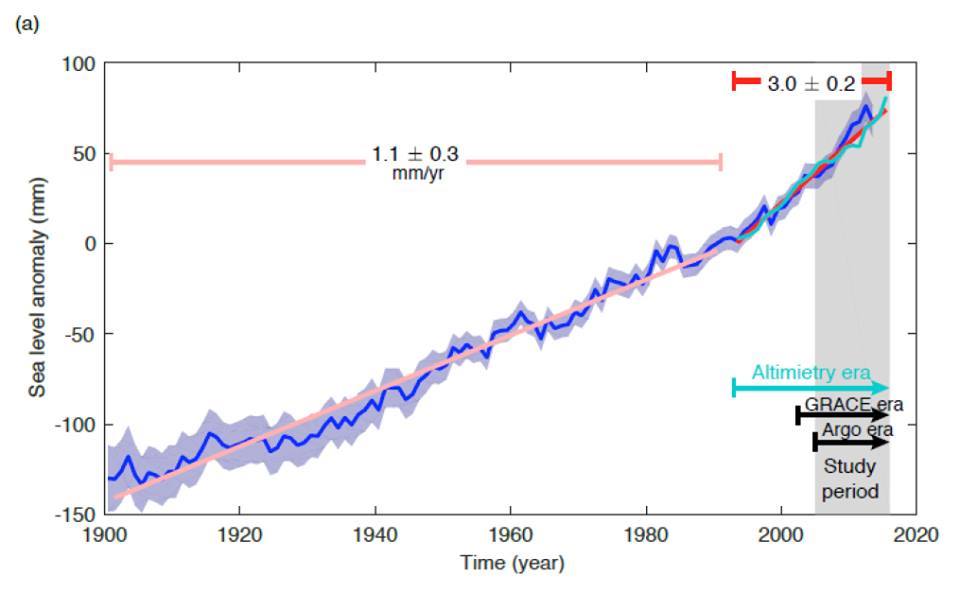 (a)
100
3.0 ± 0.2
50
1.1 ± 0.3
mm/yr
0
-50
-100
-150
Sea level anomaly (mm)
Altimietry era
GRACE era
Argo era
Study
period
1900 1920 1940 1960 1980 2000 2020
Time (year)